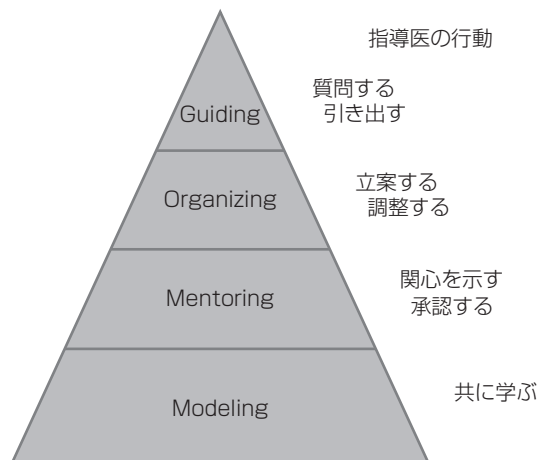 指導医の行動
質問する
引き出す
Guiding
立案する
調整する
Organizing
関心を示す
承認する
Mentoring
共に学ぶ
Modeling